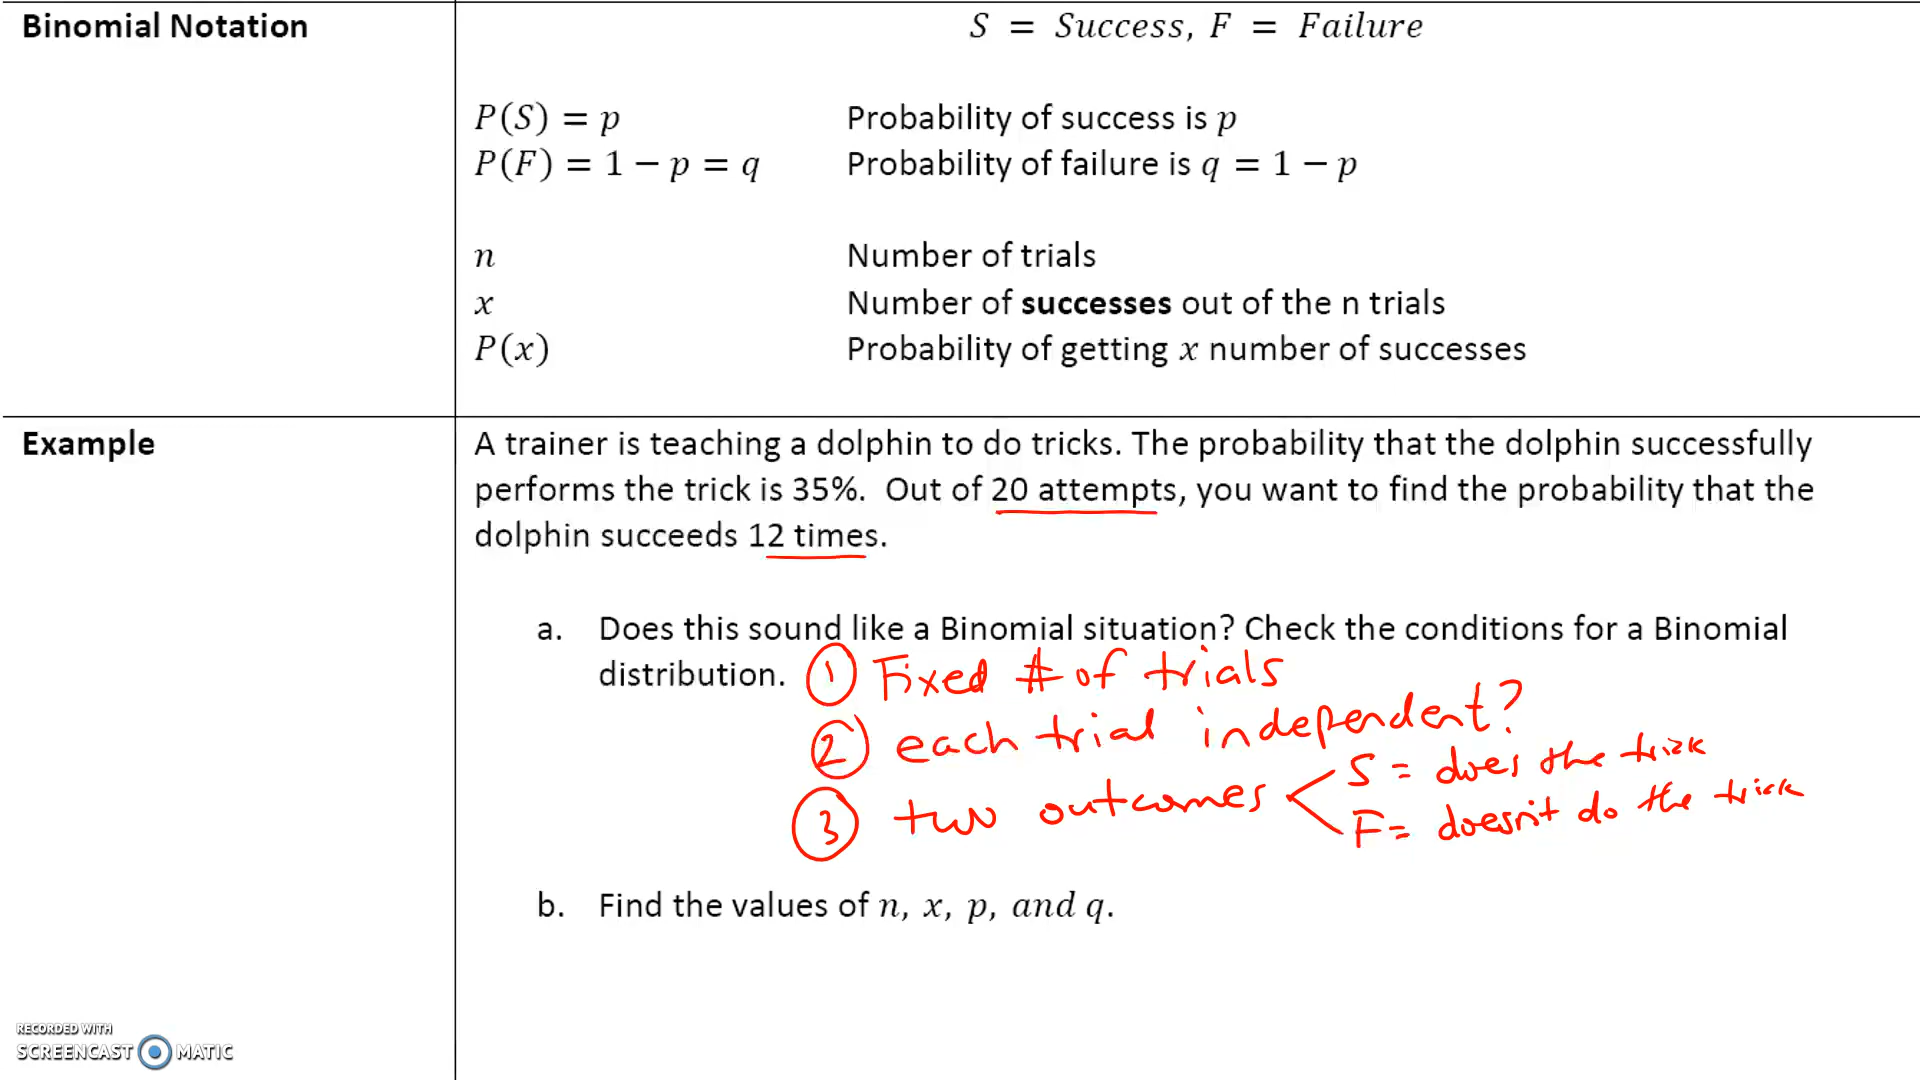 Binomial Notation
S = Success, F = Failure
P(S) = p Probability of success is p
P(F) = 1 − p = q Probability of failure is q = 1 − p
n Number of trials
x Number of successes out of the n trials
P(x) Probability of getting x number of successes
Example
A trainer is teaching a dolphin to do tricks. The probability that the dolphin successfully
performs the trick is 35%. Out of 20 attempts, you want to find the probability that the
dolphin succeeds 12 times.
a. Does this sound like a Binomial situation? Check the conditions for a Binomial
distribution.
① Fixed # of trials
② each trial independent?
③ two outcomes
S = does the trick
F = doesn't do the trick
b. Find the values of n, x, p, and q.
RECORDED WITH
SCREENCAST MATIC